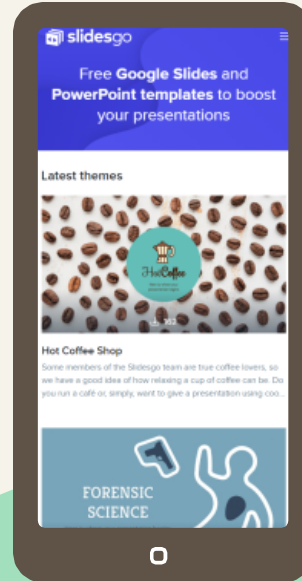 slidesgo
Free Google Slides and
PowerPoint templates to boost
your presentations
Latest themes
Hot Coffee
Hot Coffee Shop
Some members of the Slidesgo team are true coffee lovers, so
we have a good idea of how relaxing a cup of coffee can be. Do
you run a café or, simply, want to give a presentation using coo...
FORENSIC
SCIENCE